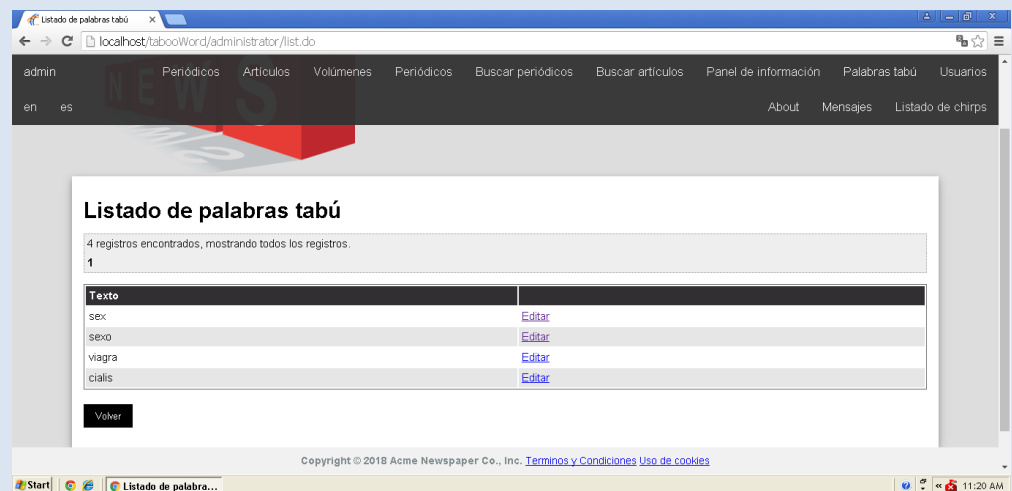 Listado de palabras tabú
localhost/tabooWord/administrator/list.do
admin Periódicos Artículos Volúmenes Periódicos Buscar periódicos Buscar artículos Panel de información Palabras tabú Usuarios
en es About Mensajes Listado de chirps
NEWS
Listado de palabras tabú
4 registros encontrados, mostrando todos los registros.
1
Texto
sex Editar
sexo Editar
viagra Editar
cialis Editar
Volver
Copyright © 2018 Acme Newspaper Co., Inc. Terminos y Condiciones Uso de cookies
Start Listado de palabra... 11:20 AM